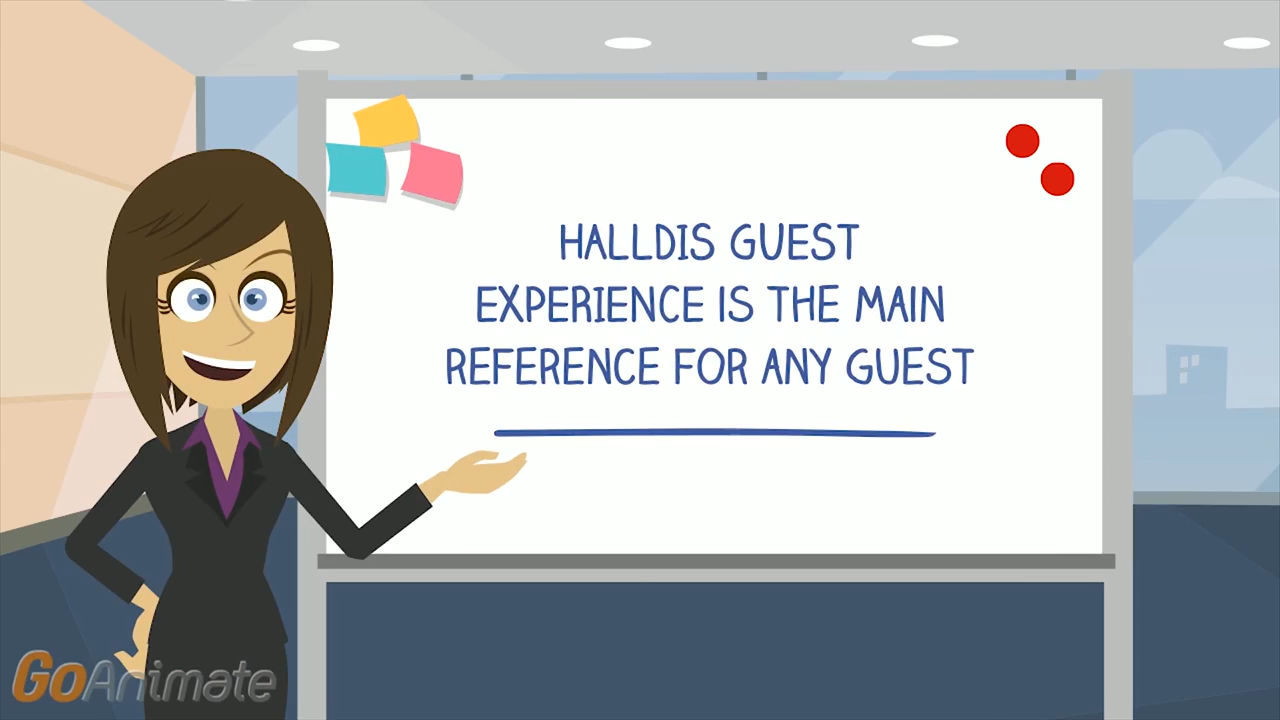 HALLDIS GUEST
EXPERIENCE IS THE MAIN
REFERENCE FOR ANY GUEST
GoAnimate